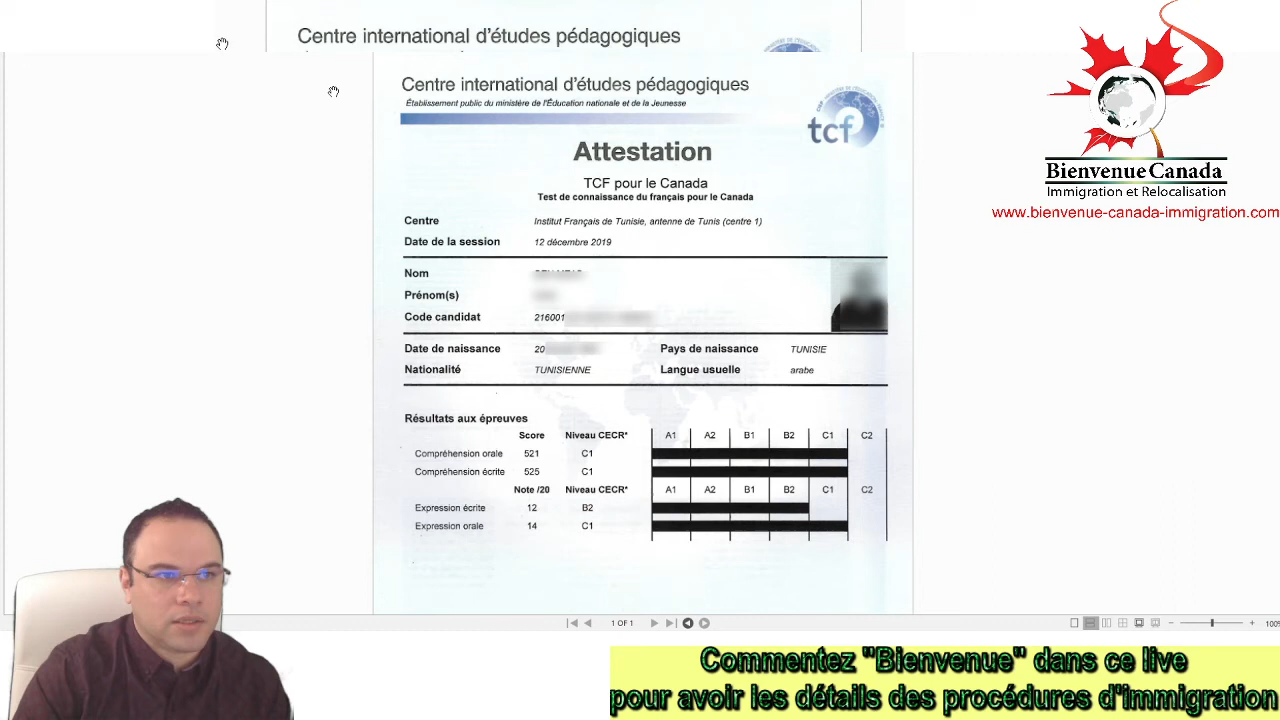 Centre international d'études pédagogiques
Centre international d'études pédagogiques
Établissement public du ministère de l'Éducation nationale et de la Jeunesse
tcf
Attestation
TCF pour le Canada
Test de connaissance du français pour le Canada
Centre Institut Français de Tunisie, antenne de Tunis (centre 1)
Date de la session 12 décembre 2019
Nom
Prénom(s)
Code candidat 216001
Date de naissance 20 Pays de naissance TUNISIE
Nationalité TUNISIENNE Langue usuelle arabe
Résultats aux épreuves
Score Niveau CECR* A1 A2 B1 B2 C1 C2
Compréhension orale 521 C1
Compréhension écrite 525 C1
Note /20 Niveau CECR* A1 A2 B1 B2 C1 C2
Expression écrite 12 B2
Expression orale 14 C1
1 OF 1
100%
Bienvenue Canada
Immigration et Relocalisation
www.bienvenue-canada-immigration.com
Commentez "Bienvenue" dans ce live
pour avoir les détails des procédures d'immigration